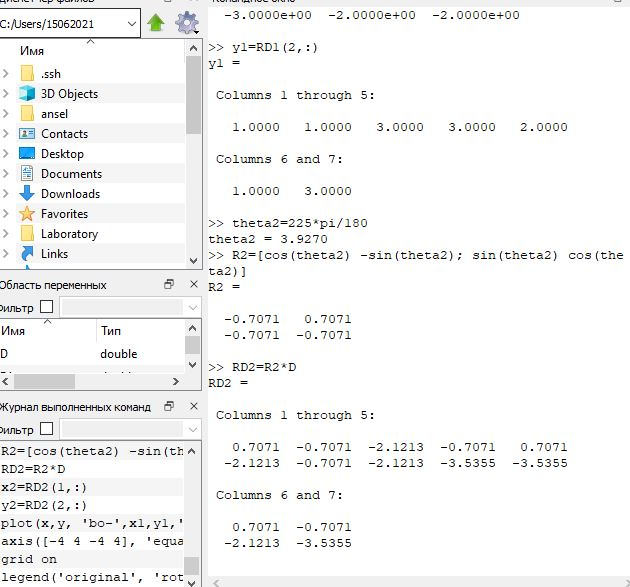 C:/Users/15062021
Имя
.ssh
3D Objects
ansel
Contacts
Desktop
Documents
Downloads
Favorites
Laboratory
Links
Область переменных
ильтр
Имя Тип
D double
Журнал выполненных команд
ильтр
R2=[cos(theta2) -sin(th
RD2=R2*D
x2=RD2(1,:)
y2=RD2(2,:)
plot(x,y, 'bo-',x1,y1,'
axis([-4 4 -4 4], 'equa
grid on
legend('original', 'rot
-3.0000e+00 -2.0000e+00 -2.0000e+00
>> y1=RD1(2,:)
y1 =
Columns 1 through 5:
1.0000 1.0000 3.0000 3.0000 2.0000
Columns 6 and 7:
1.0000 3.0000
>> theta2=225*pi/180
theta2 = 3.9270
>> R2=[cos(theta2) -sin(theta2); sin(theta2) cos(the
ta2)]
R2 =
-0.7071 0.7071
-0.7071 -0.7071
>> RD2=R2*D
RD2 =
Columns 1 through 5:
0.7071 -0.7071 -2.1213 -0.7071 0.7071
-2.1213 -0.7071 -2.1213 -3.5355 -3.5355
Columns 6 and 7:
0.7071 -0.7071
-2.1213 -3.5355